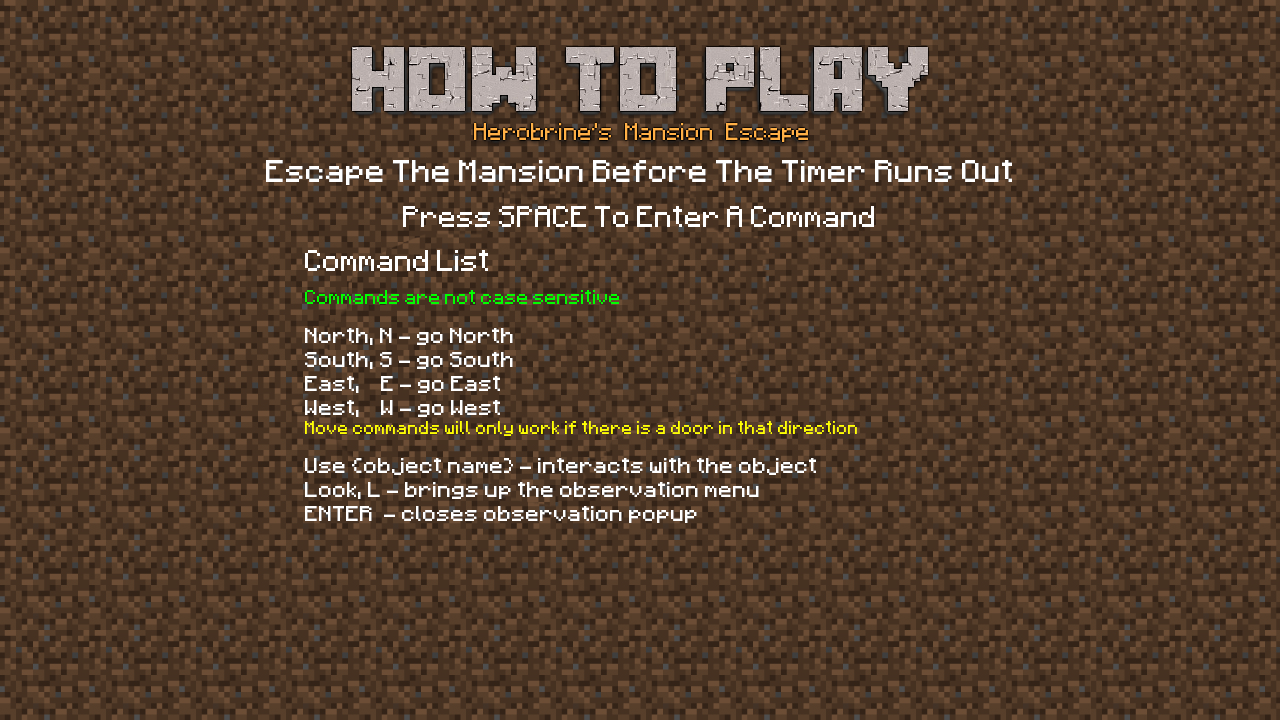 HOW TO PLAY
Herobrine's Mansion Escape
Escape The Mansion Before The Timer Runs Out
Press SPACE To Enter A Command
Command List
Commands are not case sensitive
North, N - go North
South, S - go South
East, E - go East
West, W - go West
Move commands will only work if there is a door in that direction
Use {object name} - interacts with the object
Look, L - brings up the observation menu
ENTER - closes observation popup